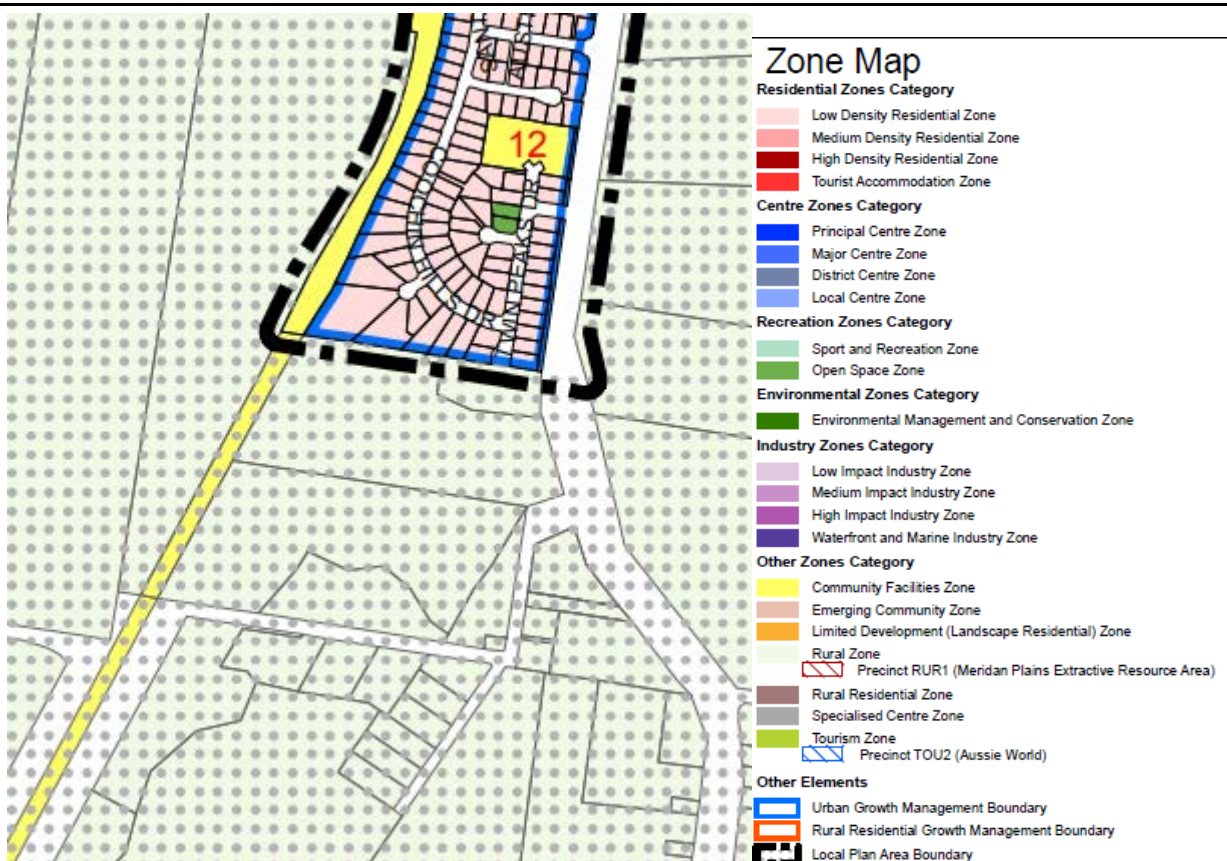 12
Zone Map
Residential Zones Category
Low Density Residential Zone
Medium Density Residential Zone
High Density Residential Zone
Tourist Accommodation Zone
Centre Zones Category
Principal Centre Zone
Major Centre Zone
District Centre Zone
Local Centre Zone
Recreation Zones Category
Sport and Recreation Zone
Open Space Zone
Environmental Zones Category
Environmental Management and Conservation Zone
Industry Zones Category
Low Impact Industry Zone
Medium Impact Industry Zone
High Impact Industry Zone
Waterfront and Marine Industry Zone
Other Zones Category
Community Facilities Zone
Emerging Community Zone
Limited Development (Landscape Residential) Zone
Rural Zone
Precinct RUR1 (Meridan Plains Extractive Resource Area)
Rural Residential Zone
Specialised Centre Zone
Tourism Zone
Precinct TOU2 (Aussie World)
Other Elements
Urban Growth Management Boundary
Rural Residential Growth Management Boundary
Local Plan Area Boundary